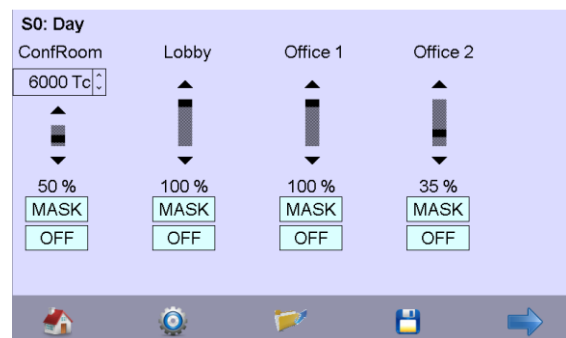 S0: Day
ConfRoom Lobby Office 1 Office 2
6000 Tc
50 % 100 % 100 % 35 %
MASK MASK MASK MASK
OFF OFF OFF OFF